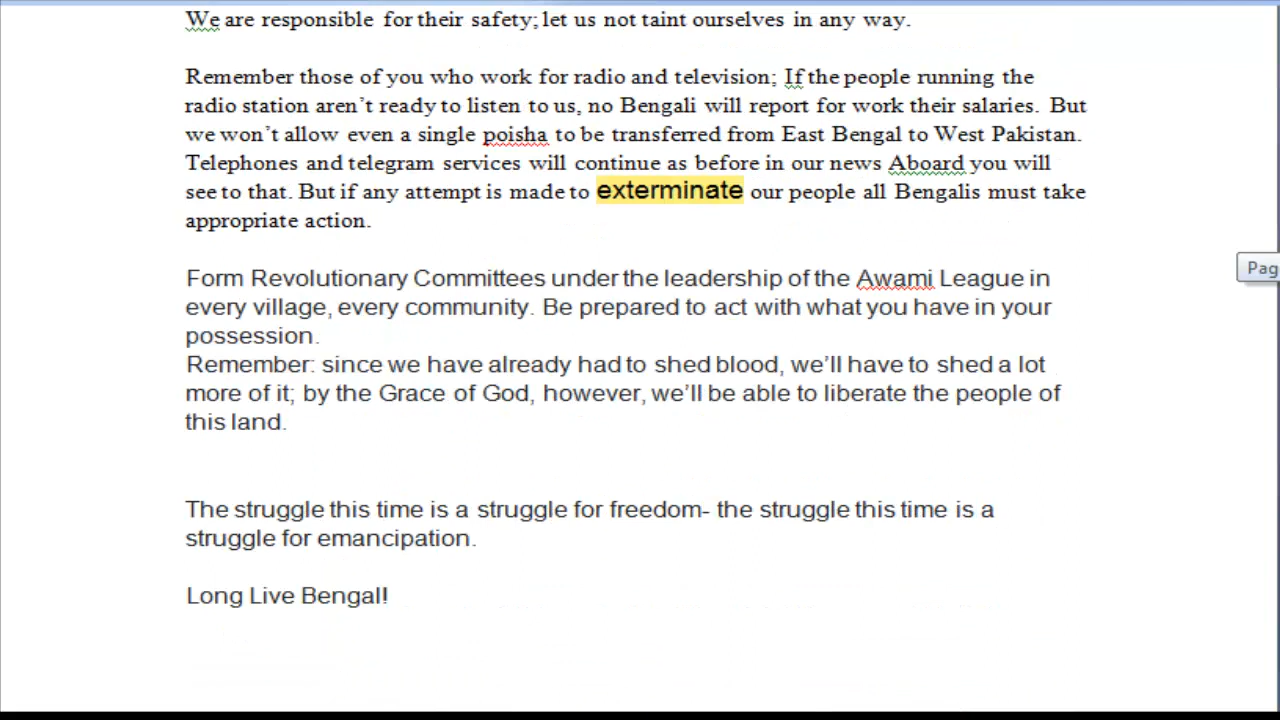 We are responsible for their safety; let us not taint ourselves in any way.
Remember those of you who work for radio and television; If the people running the
radio station aren't ready to listen to us, no Bengali will report for work their salaries. But
we won't allow even a single poisha to be transferred from East Bengal to West Pakistan.
Telephones and telegram services will continue as before in our news Aboard you will
see to that. But if any attempt is made to exterminate our people all Bengalis must take
appropriate action.
Form Revolutionary Committees under the leadership of the Awami League in
every village, every community. Be prepared to act with what you have in your
possession.
Remember: since we have already had to shed blood, we'll have to shed a lot
more of it; by the Grace of God, however, we'll be able to liberate the people of
this land.
The struggle this time is a struggle for freedom- the struggle this time is a
struggle for emancipation.
Long Live Bengal!
Pag